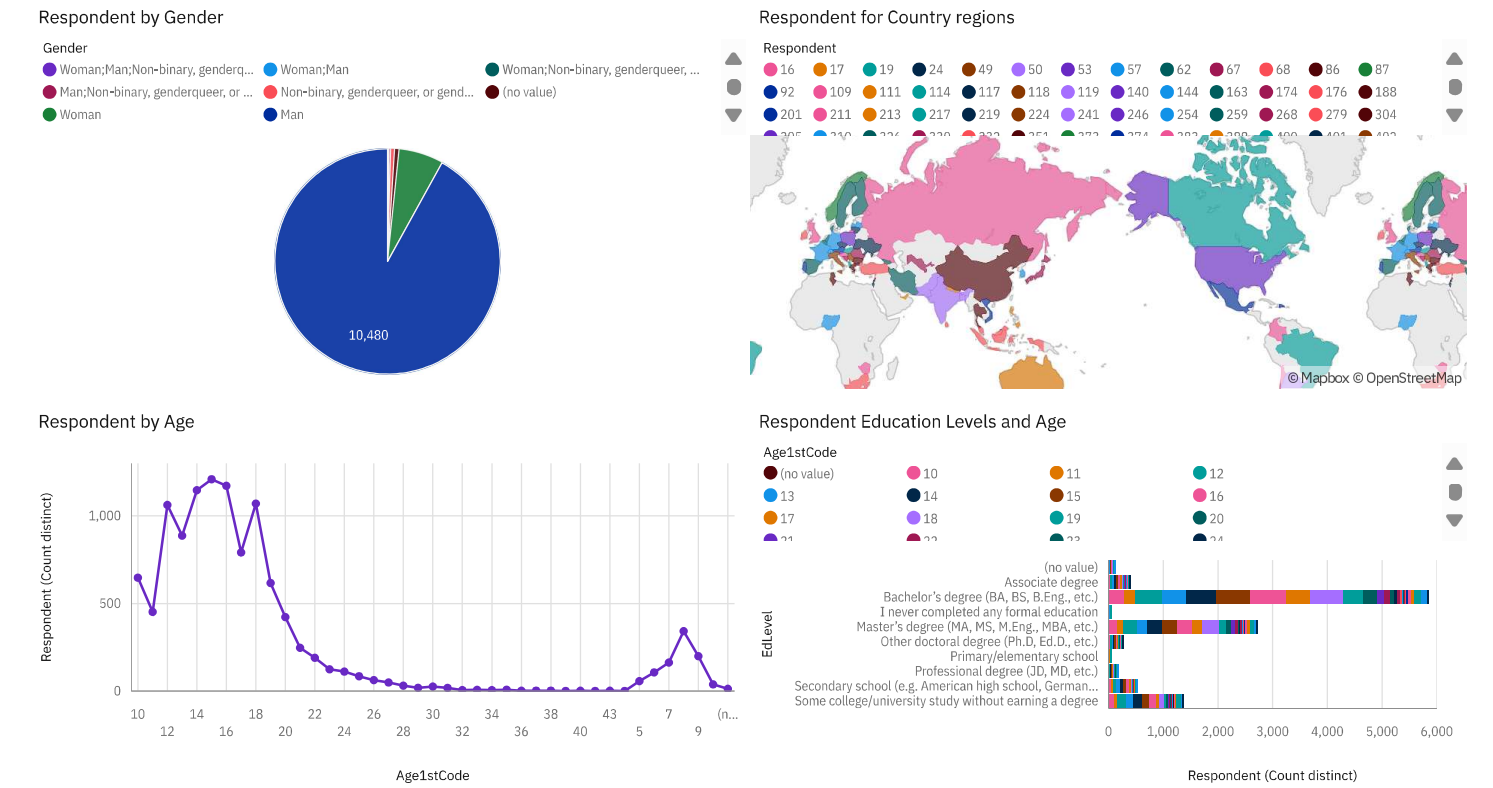 Respondent by Gender
Gender
Woman;Man;Non-binary, genderq...
Woman;Man
Woman;Non-binary, genderqueer, ...
Man;Non-binary, genderqueer, or ...
Non-binary, genderqueer, or gend...
(no value)
Woman
Man
10,480
Respondent for Country regions
Respondent
16 17 19 24 49 50 53 57 62 67 68 86 87
92 109 111 114 117 118 119 140 144 163 174 176 188
201 211 213 217 219 224 241 246 254 259 268 279 304
© Mapbox © OpenStreetMap
Respondent by Age
Respondent (Count distinct)
1,000
500
0
10 14 18 22 26 30 34 38 43 7 (n...
12 16 20 24 28 32 36 40 5 9
Age1stCode
Respondent Education Levels and Age
Age1stCode
(no value) 10 11 12
13 14 15 16
17 18 19 20
EdLevel
(no value)
Associate degree
Bachelor's degree (BA, BS, B.Eng., etc.)
I never completed any formal education
Master's degree (MA, MS, M.Eng., MBA, etc.)
Other doctoral degree (Ph.D, Ed.D., etc.)
Primary/elementary school
Professional degree (JD, MD, etc.)
Secondary school (e.g. American high school, German...
Some college/university study without earning a degree
0 1,000 2,000 3,000 4,000 5,000 6,000
Respondent (Count distinct)